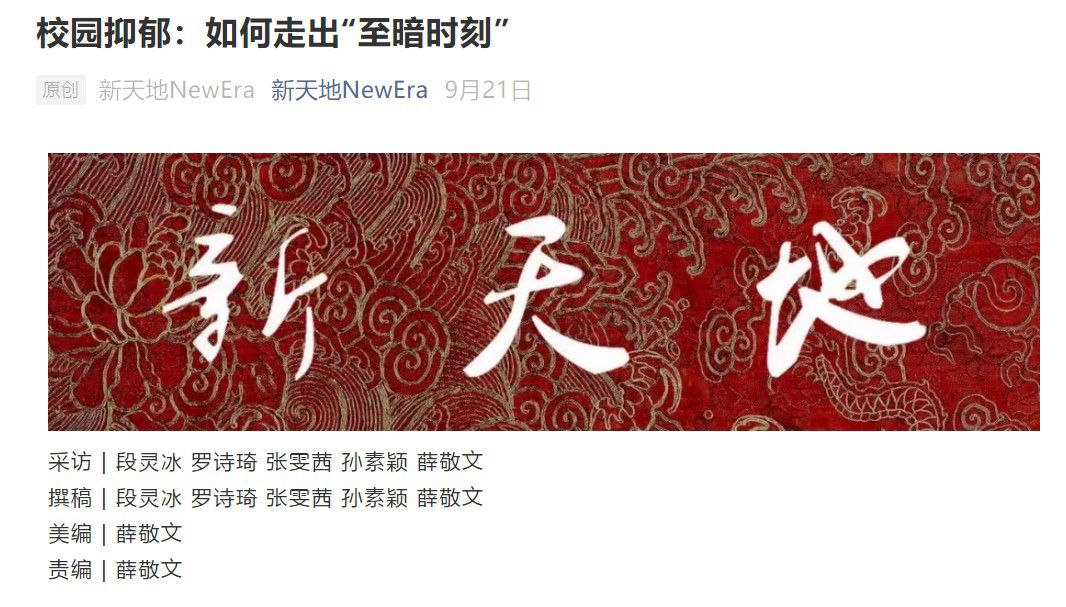 校园抑郁：如何走出“至暗时刻”
原创 新天地NewEra 新天地NewEra 9月21日
新天地
采访 | 段灵冰 罗诗琦 张雯茜 孙素颖 薛敬文
撰稿 | 段灵冰 罗诗琦 张雯茜 孙素颖 薛敬文
美编 | 薛敬文
责编 | 薛敬文